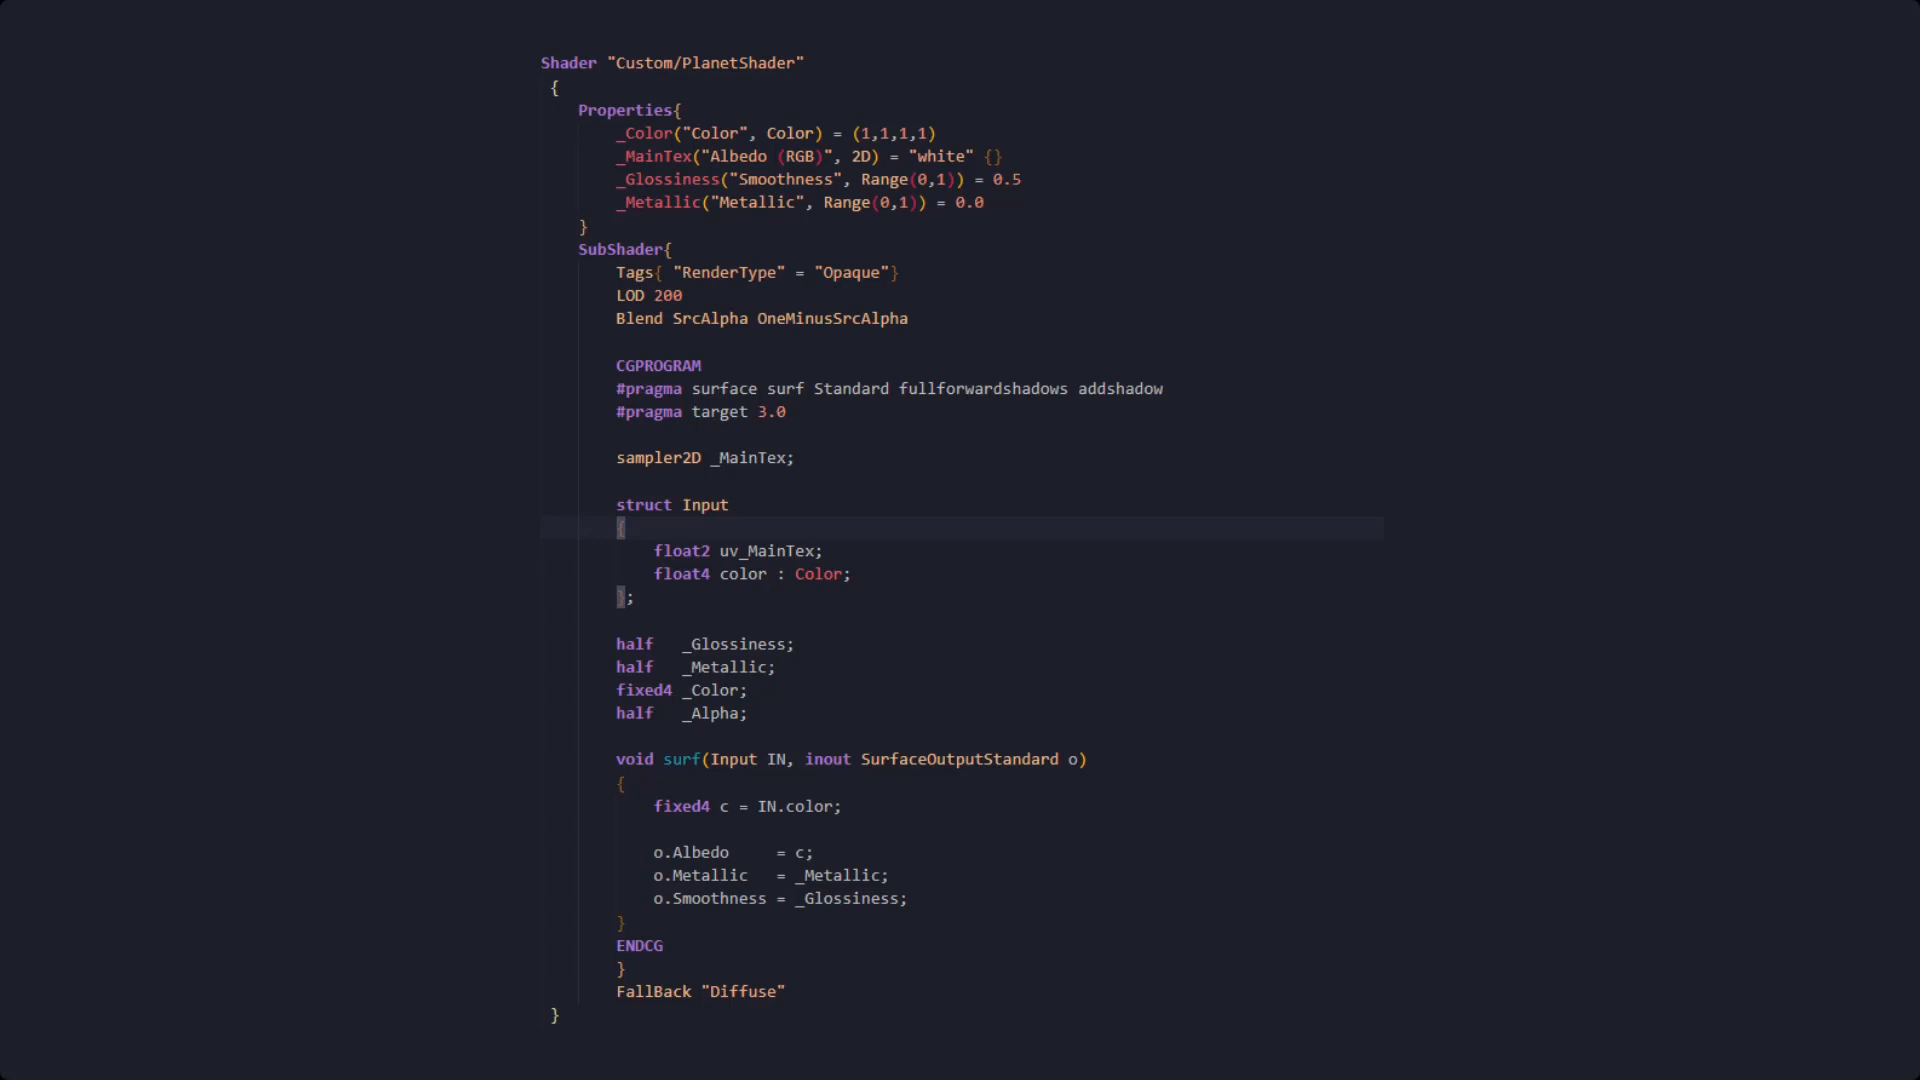 Shader "Custom/PlanetShader"
{
Properties{
_Color("Color", Color) = (1,1,1,1)
_MainTex("Albedo (RGB)", 2D) = "white" {}
_Glossiness("Smoothness", Range(0,1)) = 0.5
_Metallic("Metallic", Range(0,1)) = 0.0
}
SubShader{
Tags{ "RenderType" = "Opaque"}
LOD 200
Blend SrcAlpha OneMinusSrcAlpha
CGPROGRAM
#pragma surface surf Standard fullforwardshadows addshadow
#pragma target 3.0
sampler2D _MainTex;
struct Input
{
float2 uv_MainTex;
float4 color : Color;
};
half _Glossiness;
half _Metallic;
fixed4 _Color;
half _Alpha;
void surf(Input IN, inout SurfaceOutputStandard o)
{
fixed4 c = IN.color;
o.Albedo = c;
o.Metallic = _Metallic;
o.Smoothness = _Glossiness;
}
ENDCG
}
FallBack "Diffuse"
}